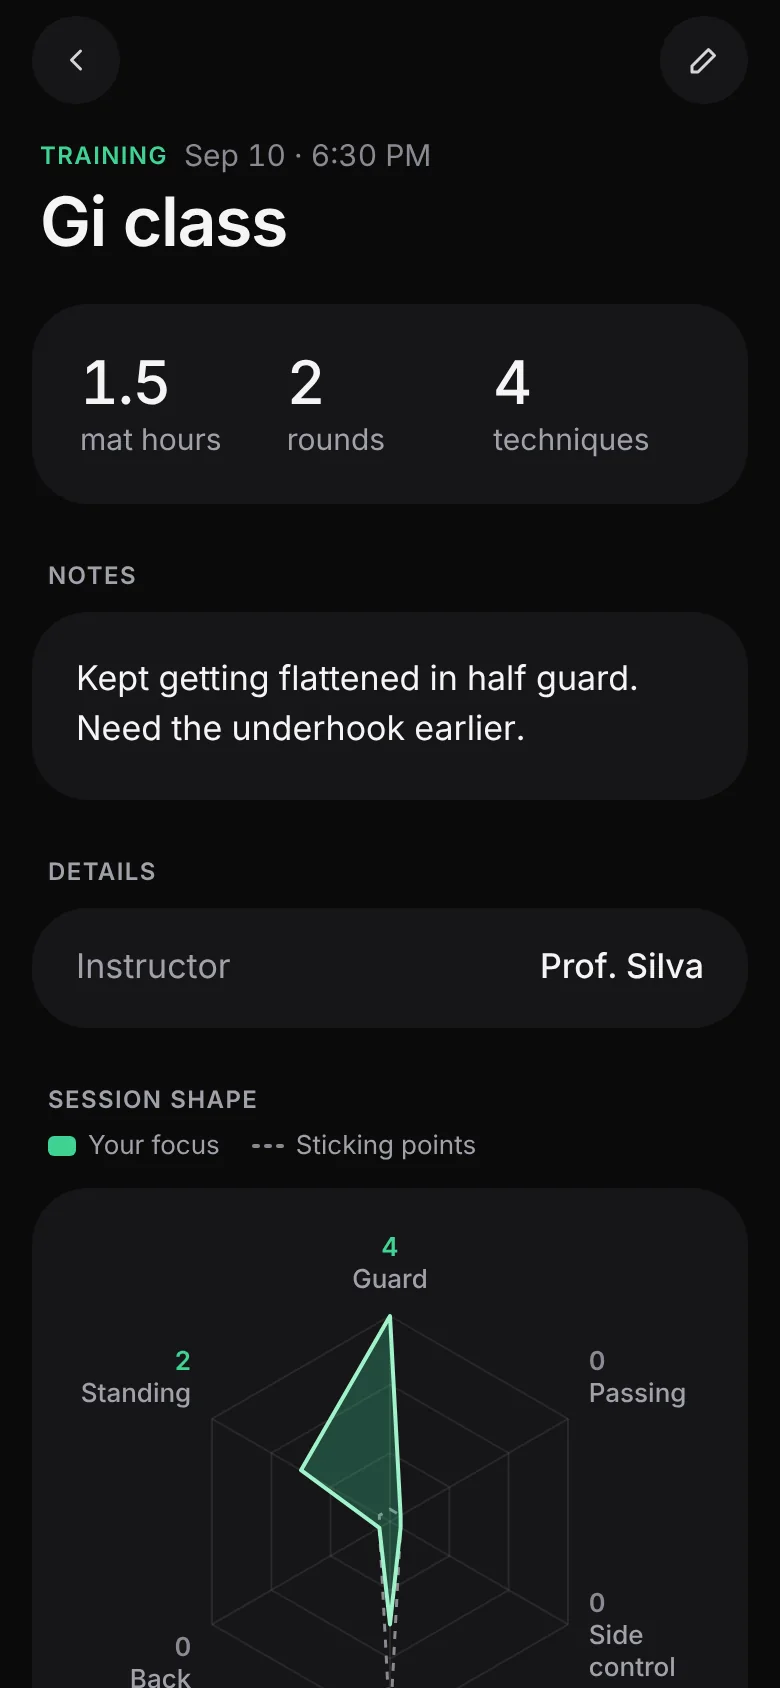 TRAINING Sep 10 · 6:30 PM
Gi class
1.5 2 4
mat hours rounds techniques
NOTES
Kept getting flattened in half guard.
Need the underhook earlier.
DETAILS
Instructor Prof. Silva
SESSION SHAPE
Your focus Sticking points
4
Guard
2
Standing
0
Passing
0
Side
control
0
Back